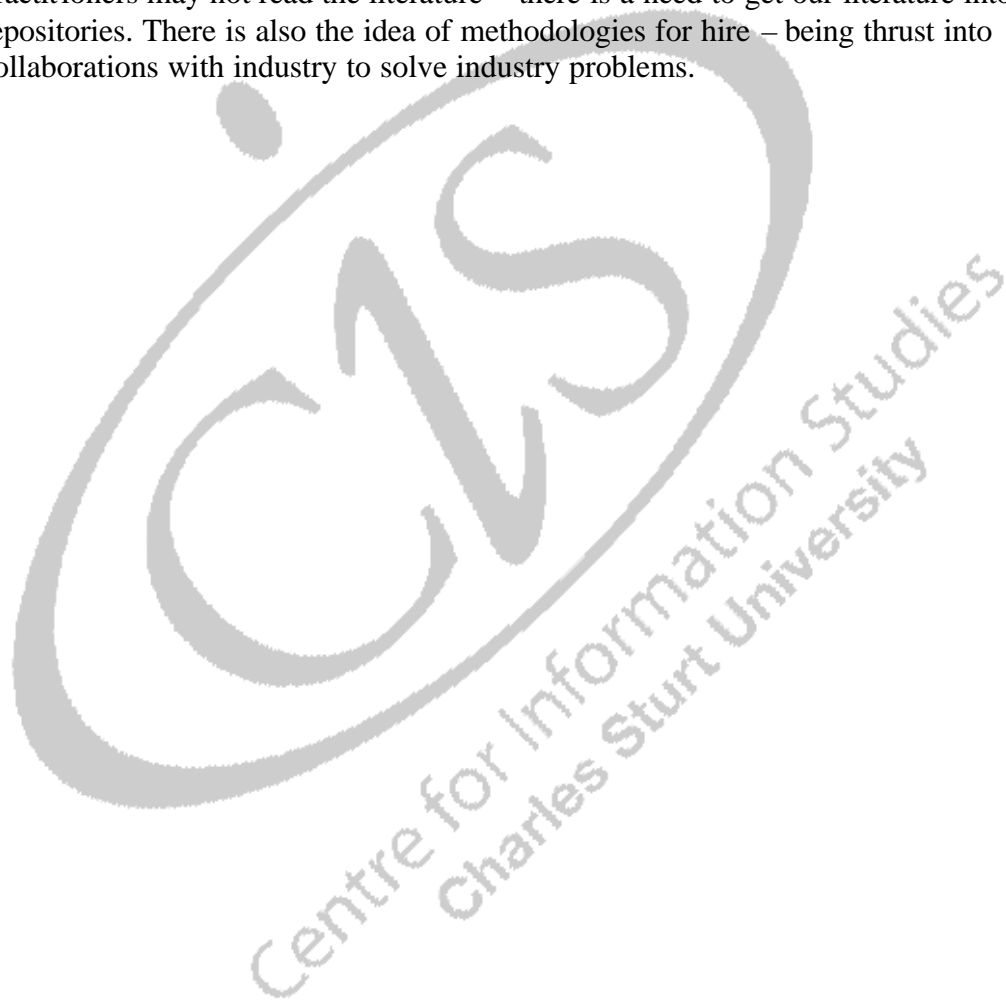 ractitioners may not read the literature – there is a need to get our literature into
epositories. There is also the idea of methodologies for hire – being thrust into
ollaborations with industry to solve industry problems.
CIS
Centre for Information Studies
Charles Sturt University